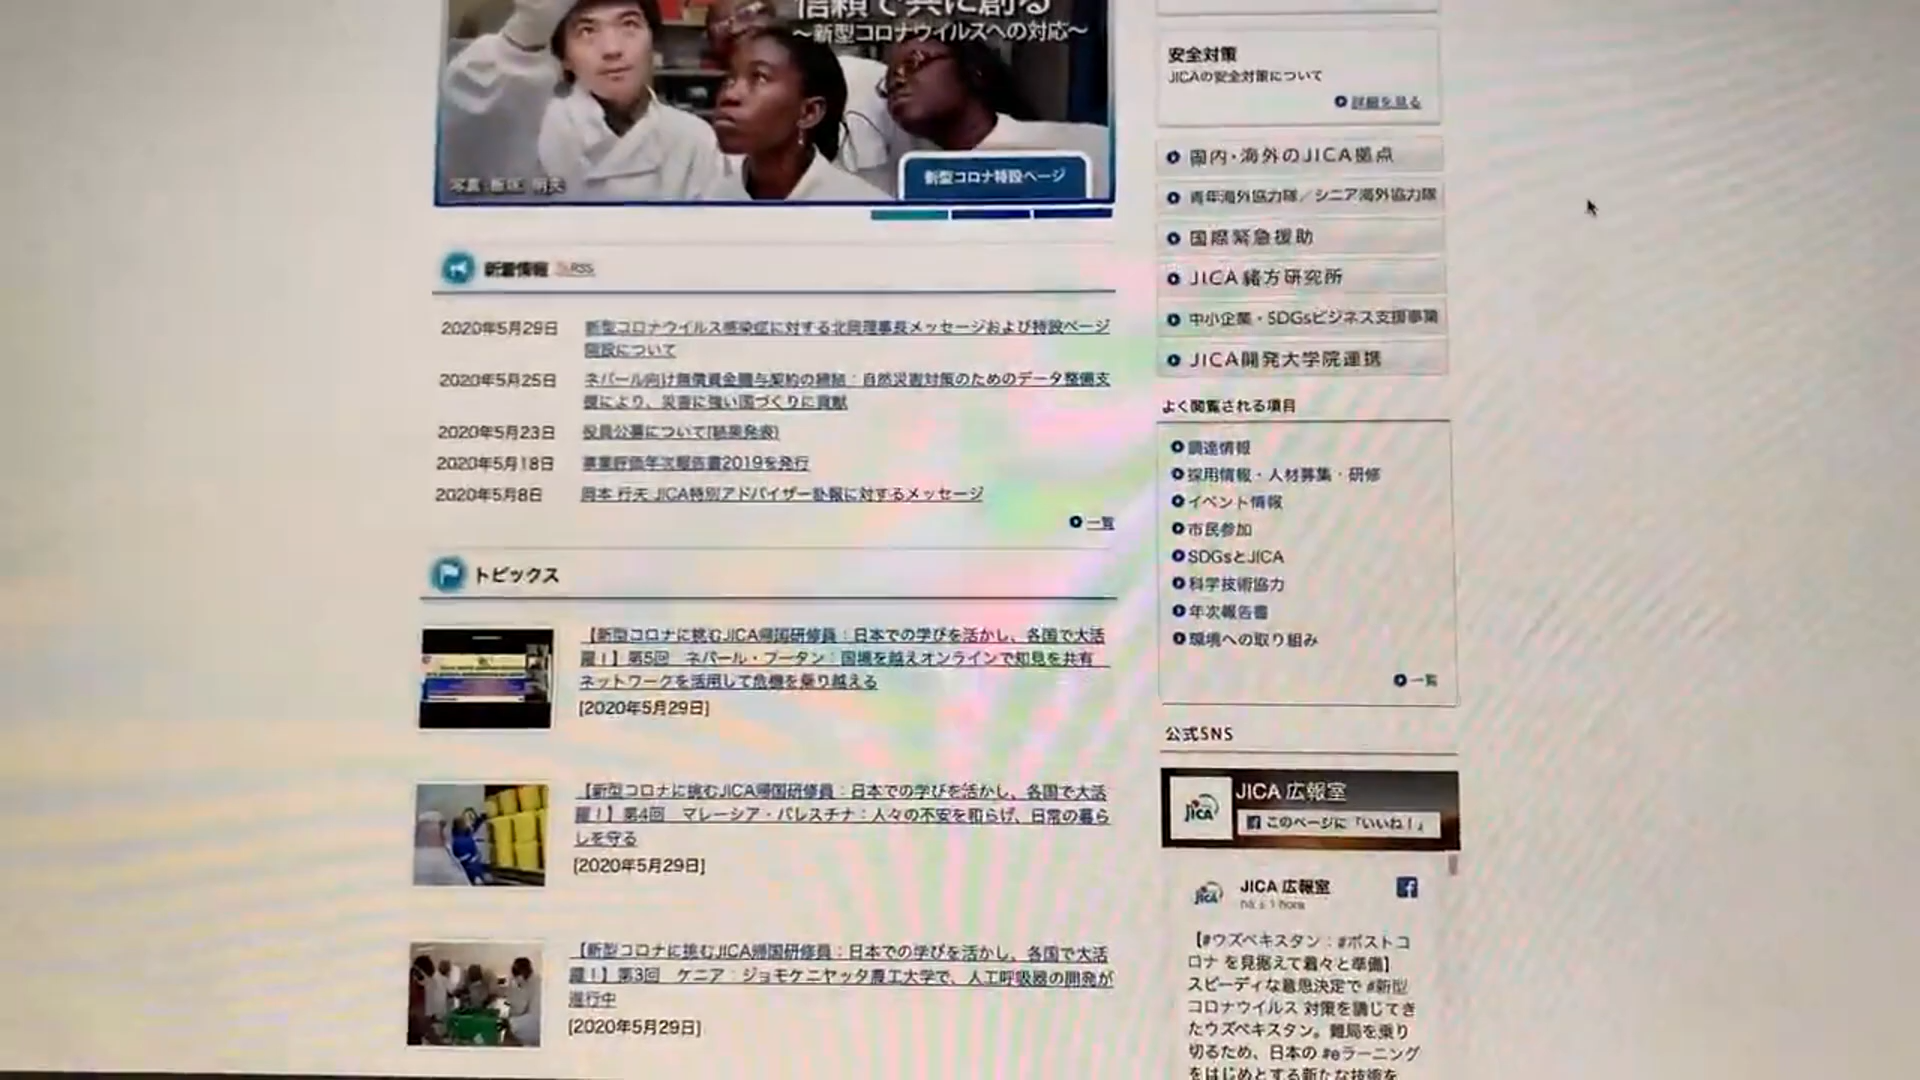 信頼で共に創る
～新型コロナウイルスへの対応～
写真：飯塚 明夫
新型コロナ特設ページ
新着情報 RSS
2020年5月29日 新型コロナウイルス感染症に対する北岡理事長メッセージおよび特設ページ
開設について
2020年5月25日 ネパール向け無償資金贈与契約の締結：自然災害対策のためのデータ整備支
援により、災害に強い国づくりに貢献
2020年5月23日 役員公募について(結果発表)
2020年5月18日 事業評価年次報告書2019を発行
2020年5月8日 岡本 行夫 JICA特別アドバイザー訃報に対するメッセージ
一覧
トピックス
【新型コロナに挑むJICA帰国研修員：日本での学びを活かし、各国で大活
躍！】第5回 ネパール・ブータン：国境を越えオンラインで知見を共有
ネットワークを活用して危機を乗り越える
[2020年5月29日]
【新型コロナに挑むJICA帰国研修員：日本での学びを活かし、各国で大活
躍！】第4回 マレーシア・パレスチナ：人々の不安を和らげ、日常の暮ら
しを守る
[2020年5月29日]
【新型コロナに挑むJICA帰国研修員：日本での学びを活かし、各国で大活
躍！】第3回 ケニア：ジョモケニヤッタ農工大学で、人工呼吸器の開発が
進行中
[2020年5月29日]
安全対策
JICAの安全対策について
詳細を見る
国内・海外のJICA拠点
青年海外協力隊／シニア海外協力隊
国際緊急援助
JICA緒方研究所
中小企業・SDGsビジネス支援事業
JICA開発大学院連携
よく閲覧される項目
調達情報
採用情報・人材募集・研修
イベント情報
市民参加
SDGsとJICA
科学技術協力
年次報告書
環境への取り組み
一覧
公式SNS
JICA
JICA 広報室
このページに「いいね！」
JICA
JICA 広報室
há ± 1 hora
【#ウズベキスタン：#ポストコ
ロナ を見据えて着々と準備】
スピーディな意思決定で #新型
コロナウイルス 対策を講じてき
たウズベキスタン。難局を乗り
切るため、日本の #eラーニング
をはじめとする新たな技術を